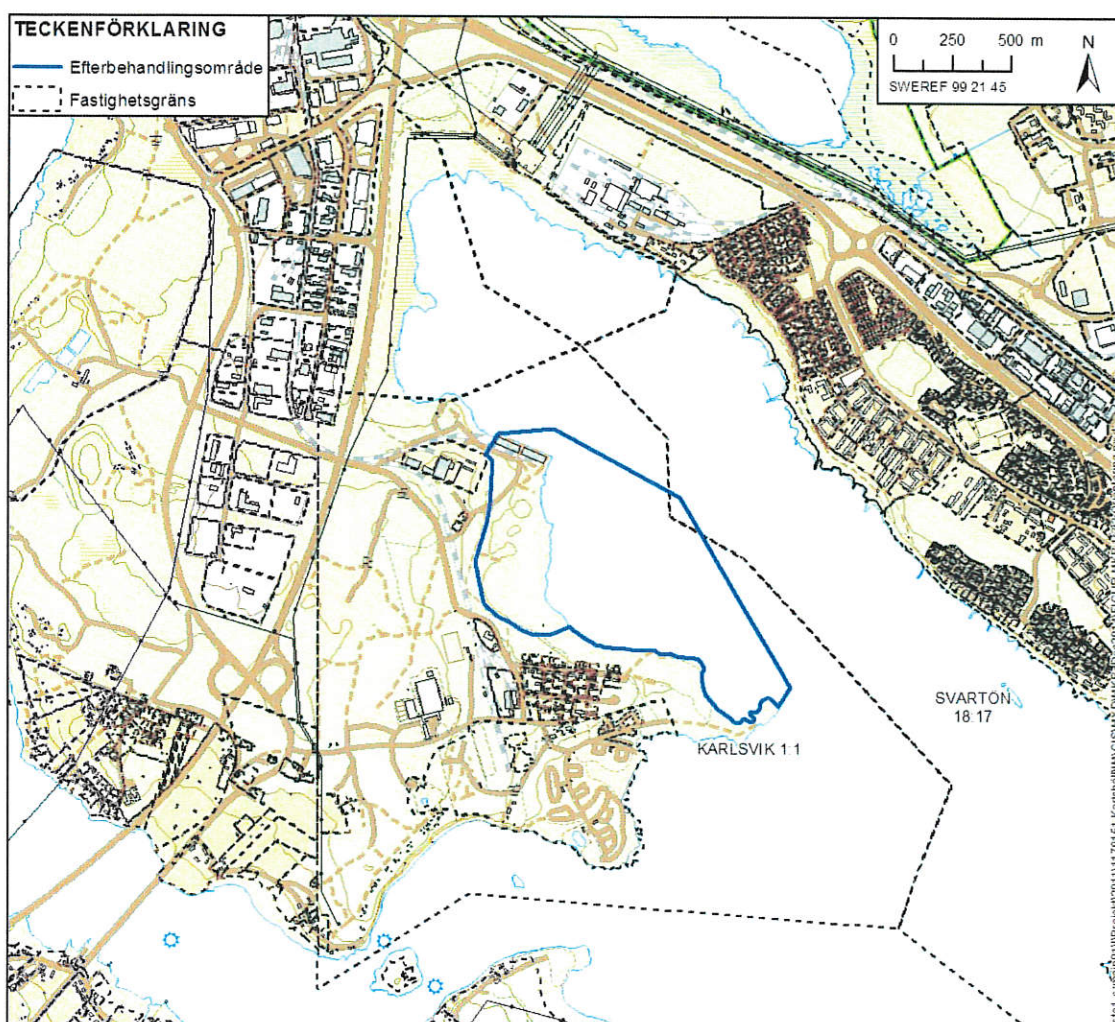 TECKENFÖRKLARING
Efterbehandlingsområde
Fastighetsgräns
0 250 500 m
N
SWEREF 99 21 45
SVARTÖN
18:17
KARLSVIK 1:1